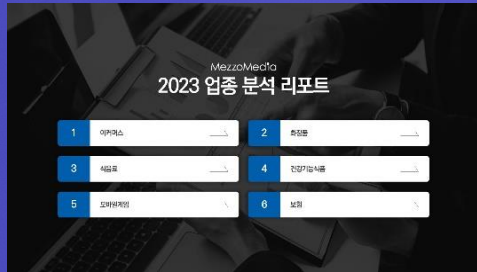 MezzoMedia
2023 업종 분석 리포트
1 이커머스
2 화장품
3 식음료
4 건강기능식품
5 모바일게임
6 보험